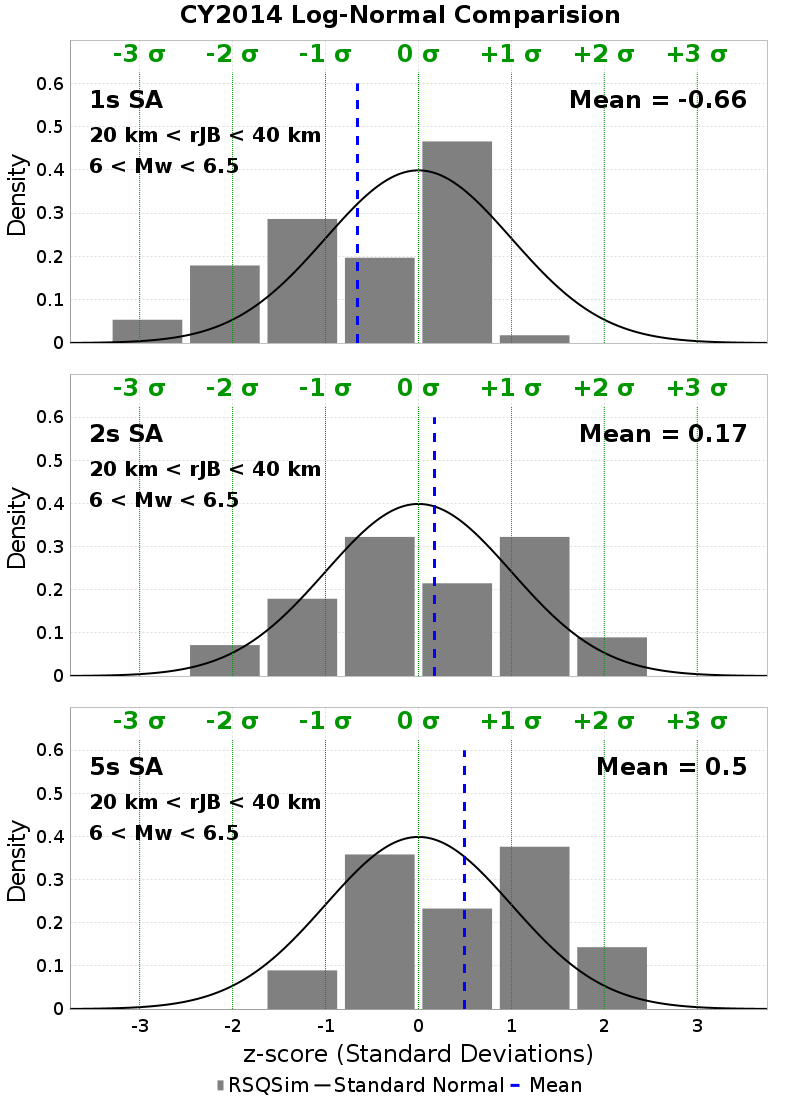 CY2014 Log-Normal Comparision
-3 σ -2 σ -1 σ 0 σ +1 σ +2 σ +3 σ
1s SA
Mean = -0.66
20 km < rJB < 40 km
6 < Mw < 6.5
Density
0.6
0.5
0.4
0.3
0.2
0.1
0
-3 σ -2 σ -1 σ 0 σ +1 σ +2 σ +3 σ
2s SA
Mean = 0.17
20 km < rJB < 40 km
6 < Mw < 6.5
Density
0.6
0.5
0.4
0.3
0.2
0.1
0
-3 σ -2 σ -1 σ 0 σ +1 σ +2 σ +3 σ
5s SA
Mean = 0.5
20 km < rJB < 40 km
6 < Mw < 6.5
Density
0.6
0.5
0.4
0.3
0.2
0.1
0
-3 -2 -1 0 1 2 3
z-score (Standard Deviations)
RSQSim Standard Normal Mean